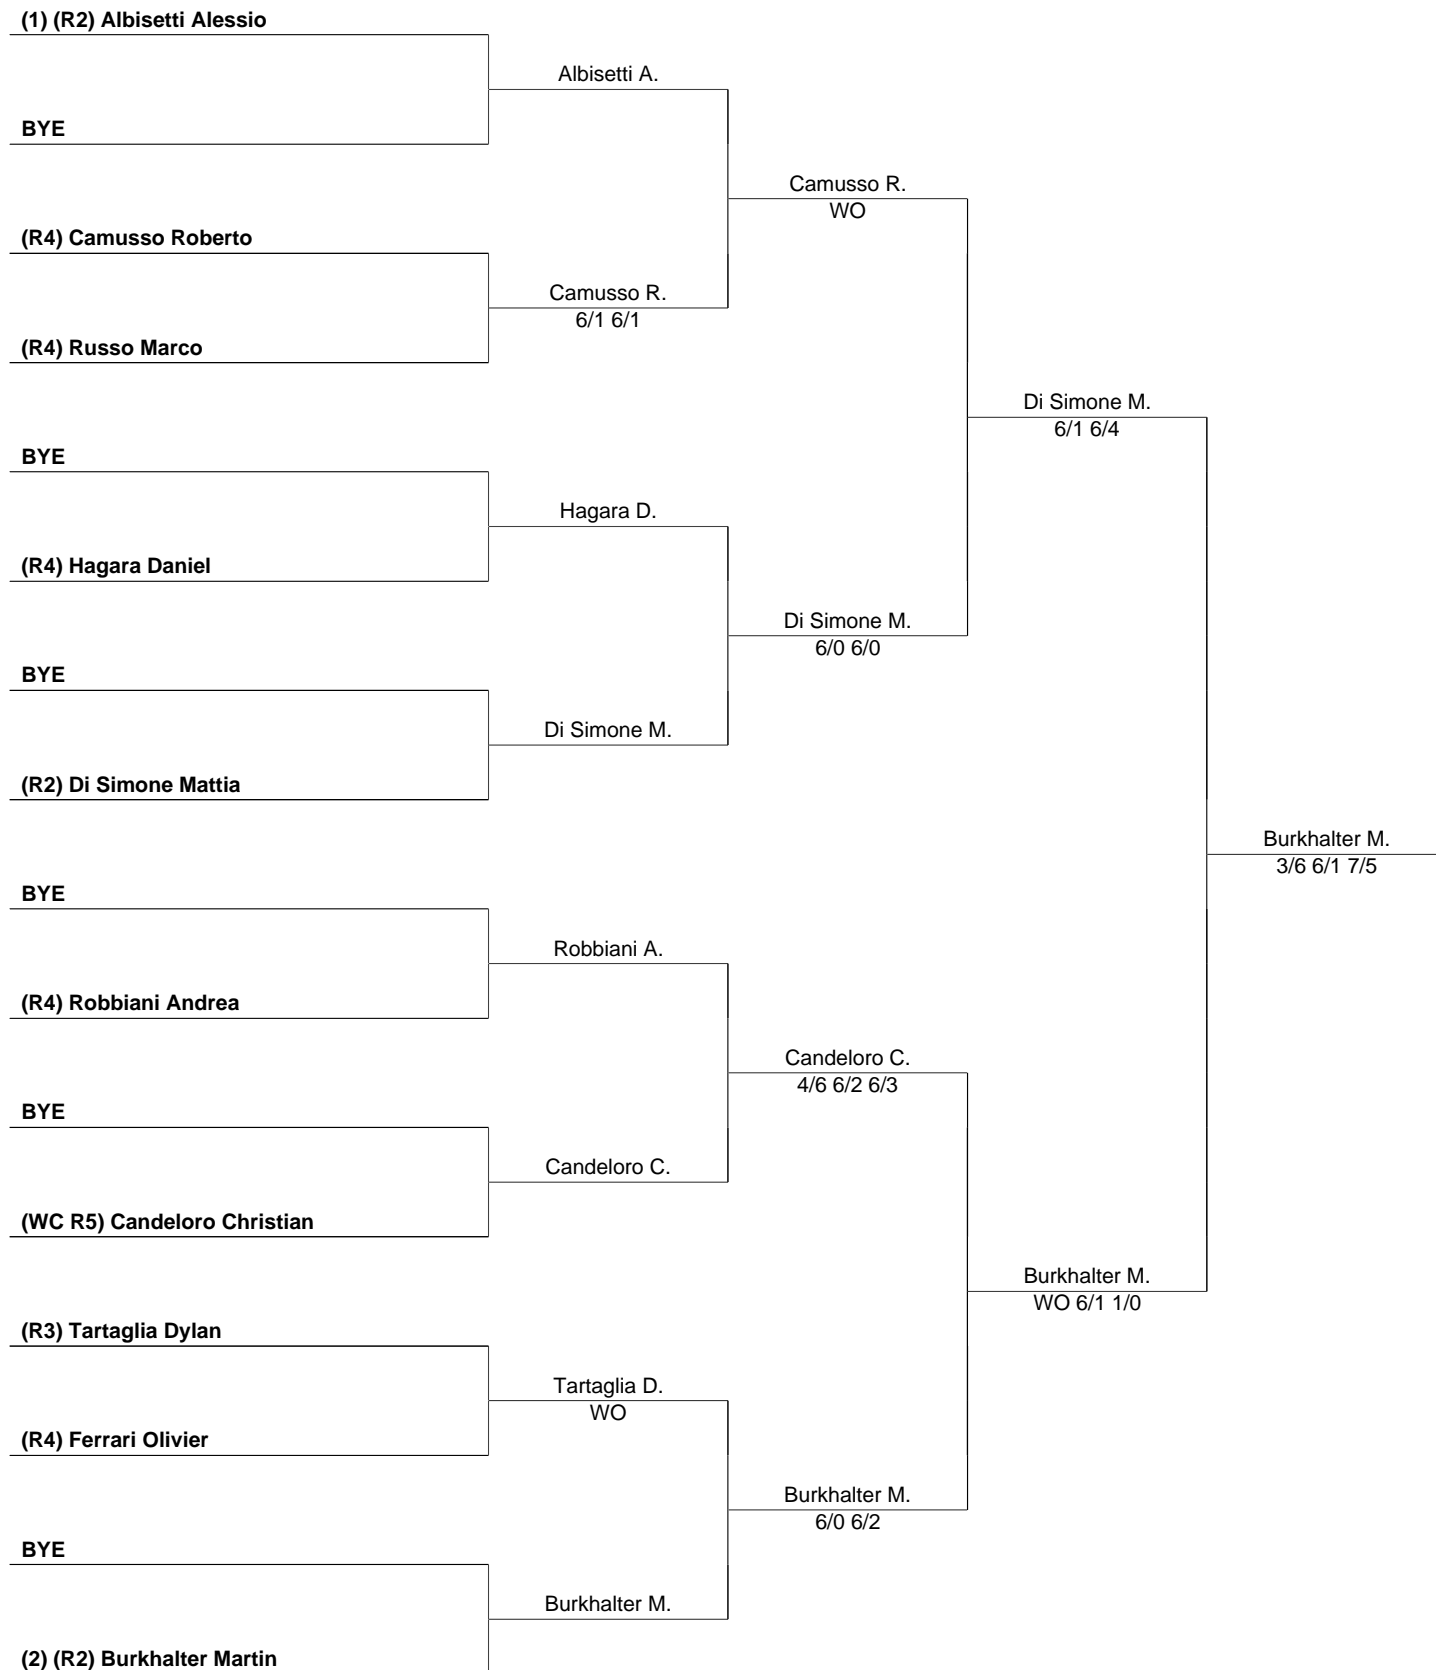 (1) (R2) Albisetti Alessio
Albisetti A.
BYE
Camusso R.
WO
(R4) Camusso Roberto
Camusso R.
6/1 6/1
(R4) Russo Marco
Di Simone M.
6/1 6/4
BYE
Hagara D.
(R4) Hagara Daniel
Di Simone M.
6/0 6/0
BYE
Di Simone M.
(R2) Di Simone Mattia
Burkhalter M.
3/6 6/1 7/5
BYE
Robbiani A.
(R4) Robbiani Andrea
Candeloro C.
4/6 6/2 6/3
BYE
Candeloro C.
(WC R5) Candeloro Christian
Burkhalter M.
WO 6/1 1/0
(R3) Tartaglia Dylan
Tartaglia D.
WO
(R4) Ferrari Olivier
Burkhalter M.
6/0 6/2
BYE
Burkhalter M.
(2) (R2) Burkhalter Martin